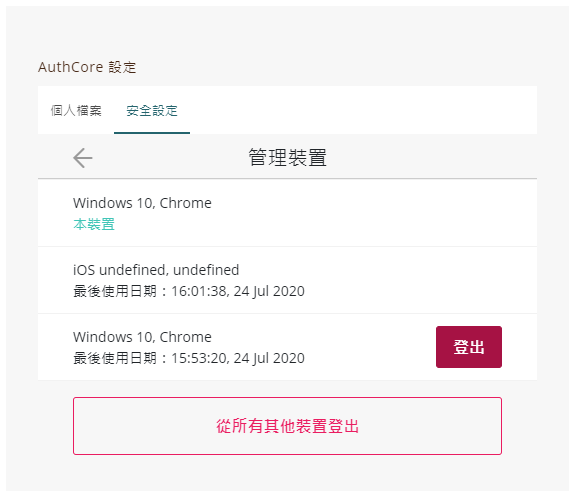 AuthCore 設定
個人檔案
安全設定
管理裝置
Windows 10, Chrome
本裝置
iOS undefined, undefined
最後使用日期：16:01:38, 24 Jul 2020
Windows 10, Chrome
最後使用日期：15:53:20, 24 Jul 2020
登出
從所有其他裝置登出